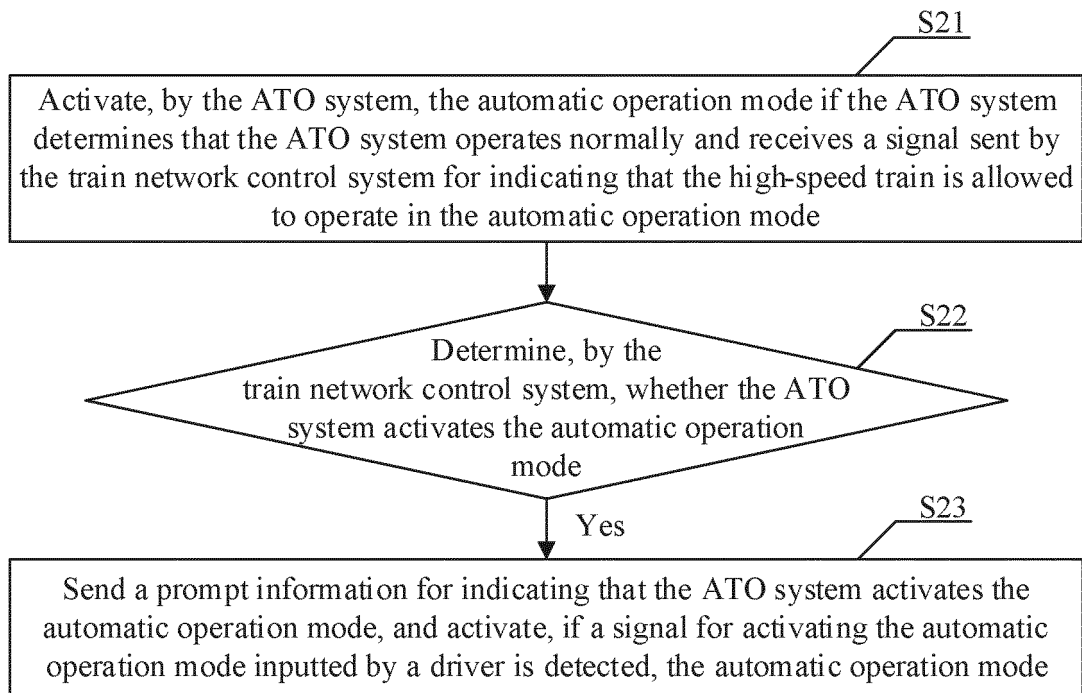 S21
Activate, by the ATO system, the automatic operation mode if the ATO system
determines that the ATO system operates normally and receives a signal sent by
the train network control system for indicating that the high-speed train is allowed
to operate in the automatic operation mode
S22
Determine, by the
train network control system, whether the ATO
system activates the automatic operation
mode
Yes
S23
Send a prompt information for indicating that the ATO system activates the
automatic operation mode, and activate, if a signal for activating the automatic
operation mode inputted by a driver is detected, the automatic operation mode